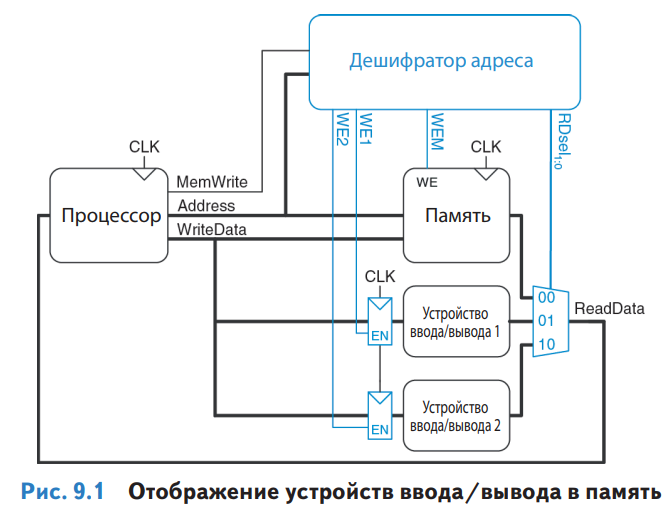 Дешифратор адреса
WE2
WE1
WEM
RDsel1:0
CLK
CLK
MemWrite
Address
WriteData
Процессор
WE
Память
CLK
EN
Устройство
ввода/вывода 1
00
01
10
ReadData
EN
Устройство
ввода/вывода 2
Рис. 9.1 Отображение устройств ввода/вывода в память